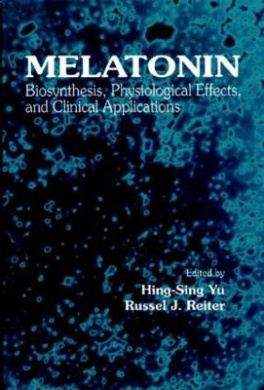 MELATONIN
Biosynthesis, Physiological Effects,
and Clinical Applications
Edited by
Hing-Sing Yu
Russel J. Reiter